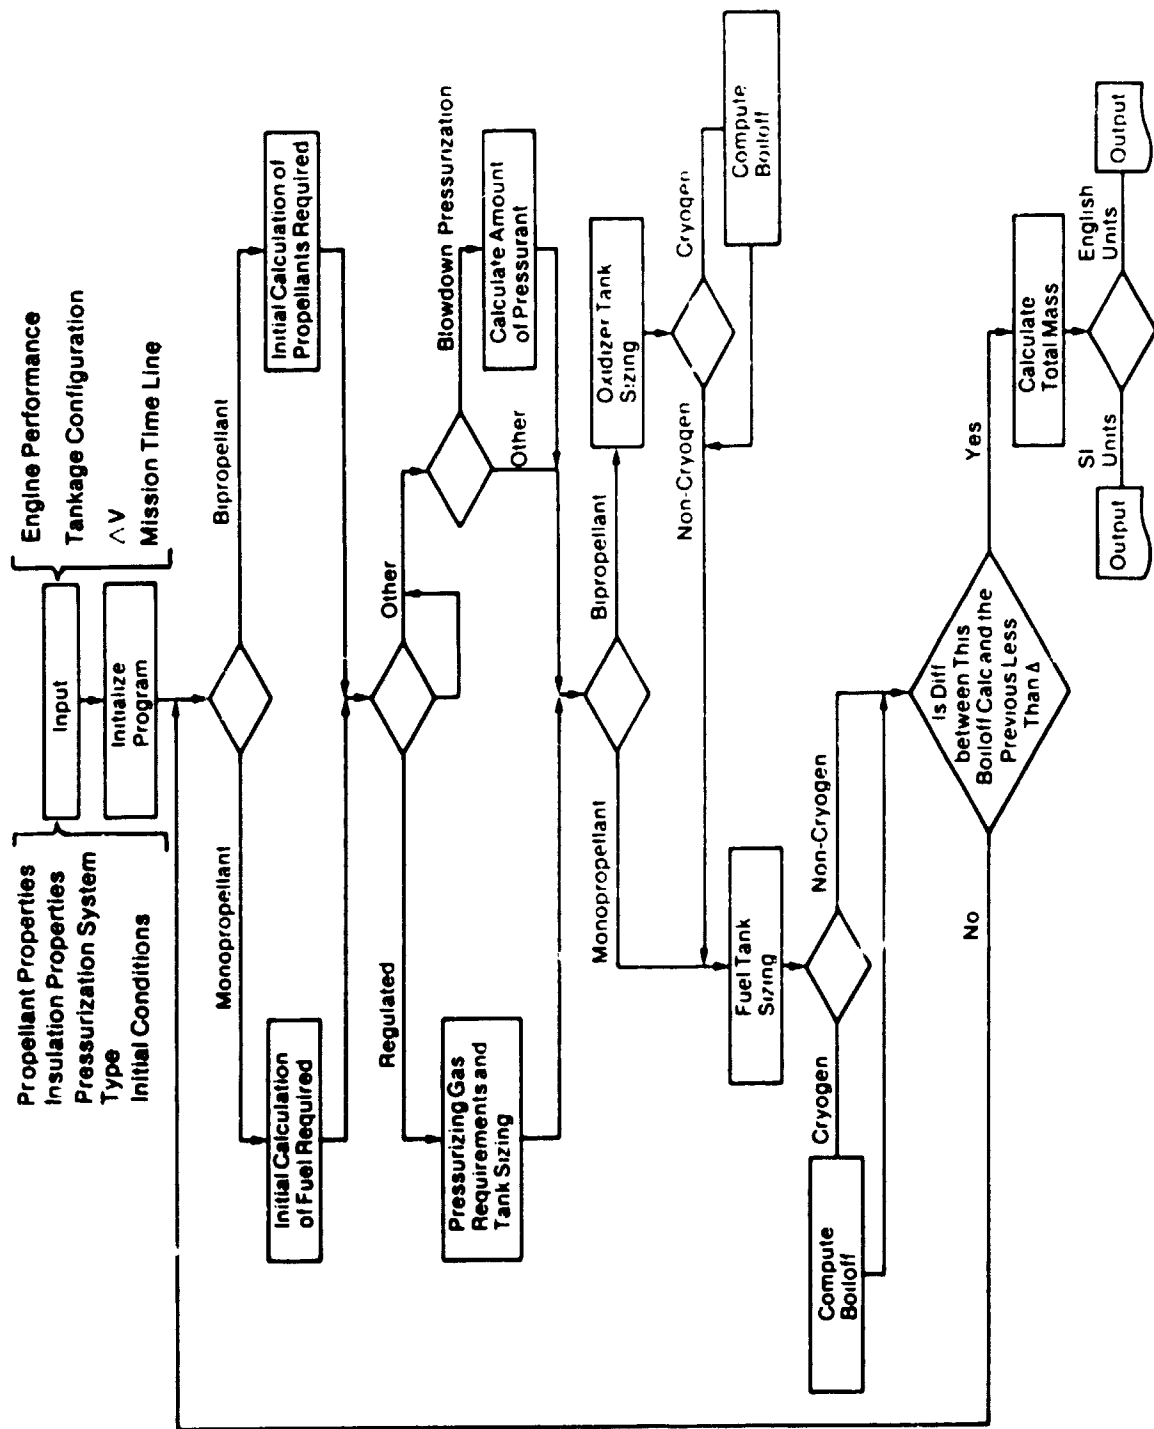 Propellant Properties
Insulation Properties
Pressurization System
Type
Initial Conditions
Input
Initialize
Program
Engine Performance
Tankage Configuration
ΔV
Mission Time Line
Monopropellant
Bipropellant
Initial Calculation
of Fuel Required
Initial Calculation of
Propellants Required
Regulated
Other
Blowdown Pressurization
Pressurizing Gas
Requirements and
Tank Sizing
Calculate Amount
of Pressurant
Other
Monopropellant
Bipropellant
Oxidizer Tank
Sizing
Non-Cryogen
Cryogen
Compute
Boiloff
Fuel Tank
Sizing
Cryogen
Non-Cryogen
Compute
Boiloff
Is Diff
between This
Boiloff Calc and the
Previous Less
Than Δ
No
Yes
Calculate
Total Mass
SI
Units
English
Units
Output
Output